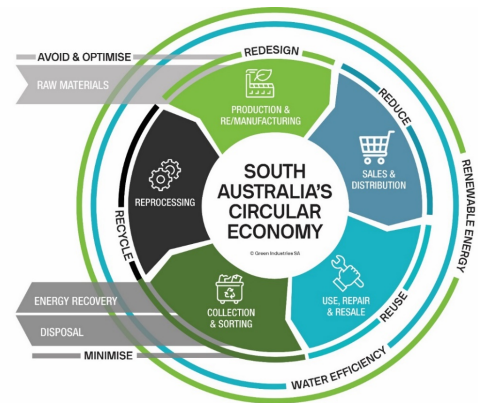 AVOID & OPTIMISE
RAW MATERIALS
REDESIGN
PRODUCTION &
RE/MANUFACTURING
REDUCE
SALES &
DISTRIBUTION
RENEWABLE ENERGY
REPROCESSING
RECYCLE
SOUTH
AUSTRALIA'S
CIRCULAR
ECONOMY
© Green Industries SA
USE, REPAIR
& RESALE
REUSE
COLLECTION
& SORTING
ENERGY RECOVERY
DISPOSAL
MINIMISE
WATER EFFICIENCY